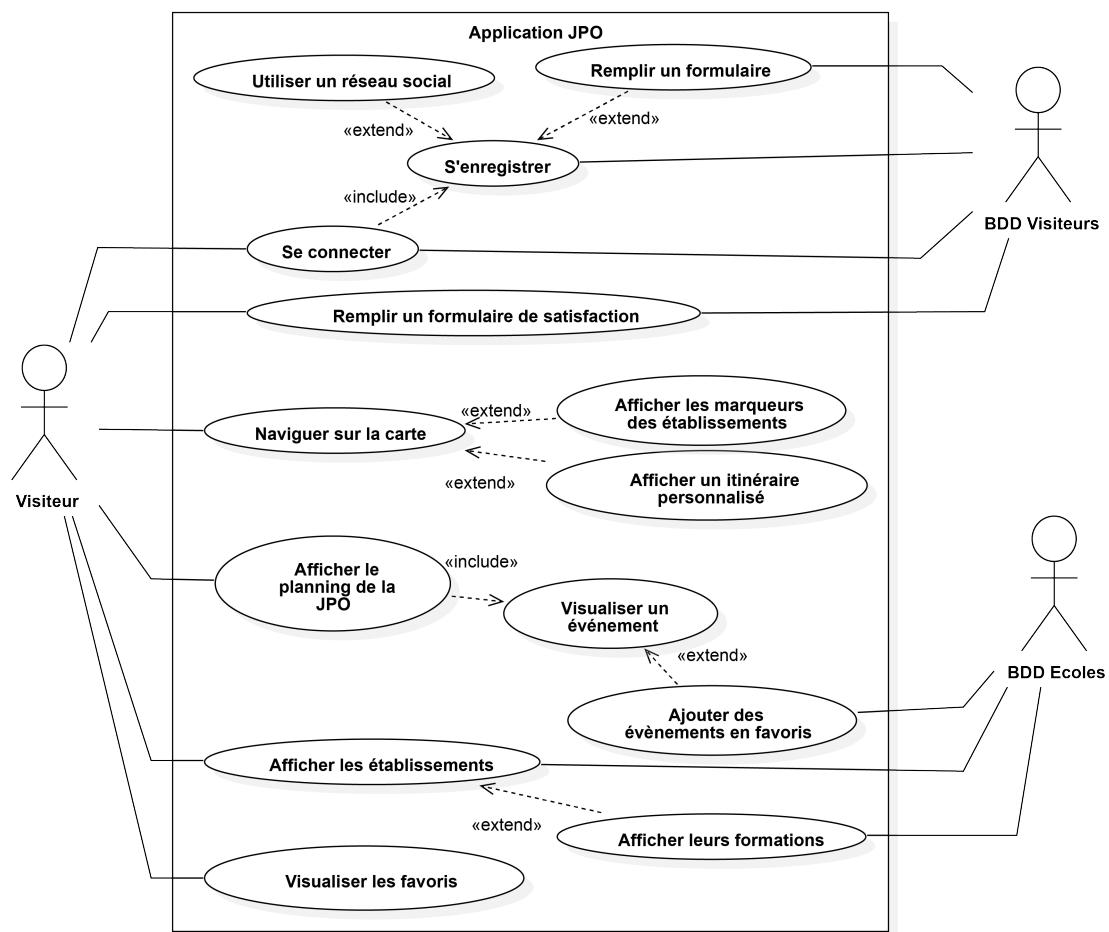 Application JPO
Utiliser un réseau social
Remplir un formulaire
«extend»
«extend»
S'enregistrer
«include»
BDD Visiteurs
Se connecter
Remplir un formulaire de satisfaction
«extend»
Afficher les marqueurs
des établissements
Naviguer sur la carte
«extend»
Afficher un itinéraire
personnalisé
Visiteur
Afficher le
planning de la
JPO
«include»
Visualiser un
événement
«extend»
BDD Ecoles
Ajouter des
évènements en favoris
Afficher les établissements
«extend»
Afficher leurs formations
Visualiser les favoris